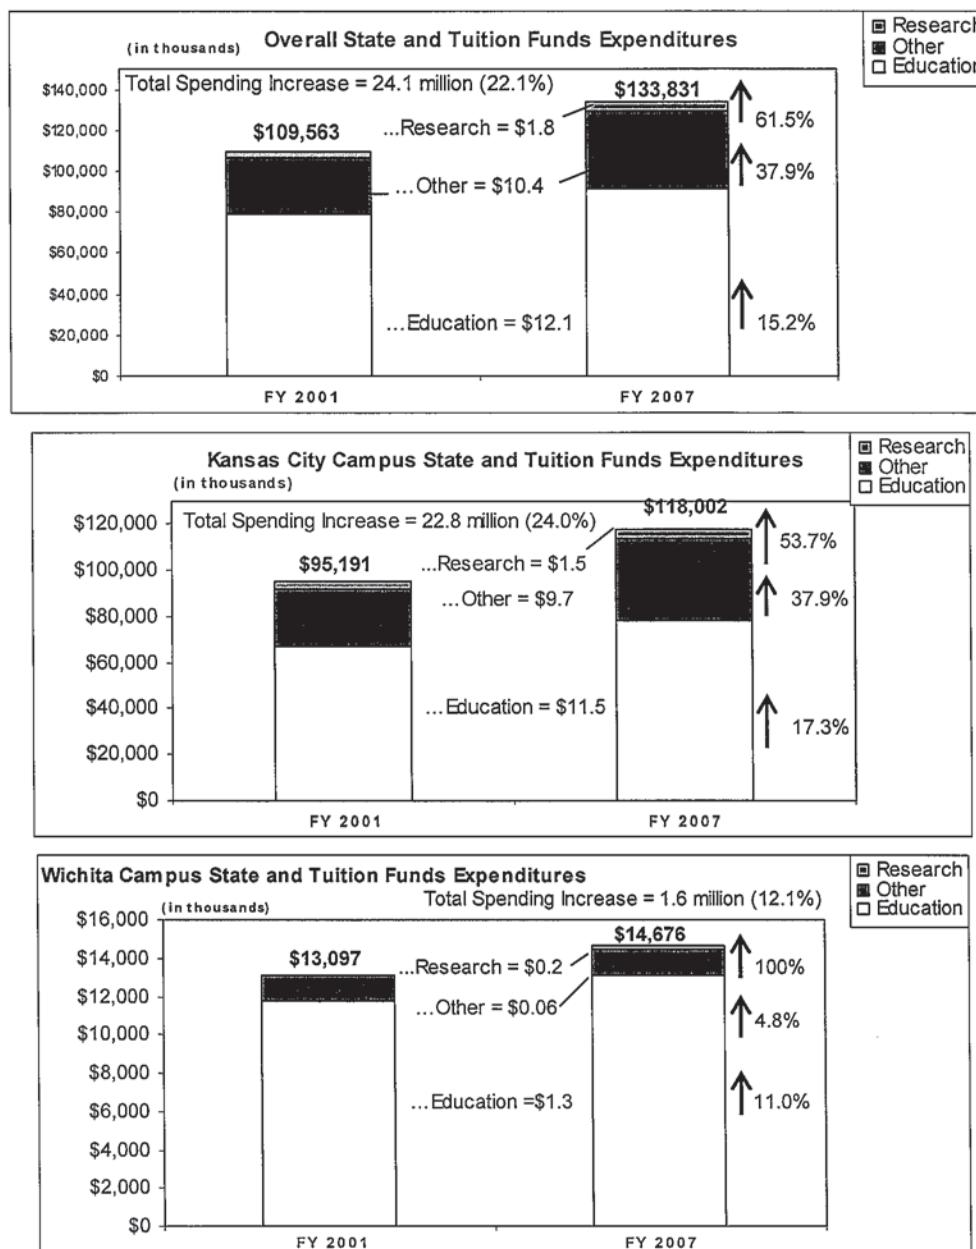 Overall State and Tuition Funds Expenditures
(in thousands)
Research
Other
Education
Total Spending Increase = 24.1 million (22.1%)
$140,000
$120,000
$100,000
$80,000
$60,000
$40,000
$20,000
$0
$109,563
$133,831
...Research = $1.8
...Other = $10.4
...Education = $12.1
61.5%
37.9%
15.2%
FY 2001
FY 2007
Kansas City Campus State and Tuition Funds Expenditures
(in thousands)
Research
Other
Education
Total Spending Increase = 22.8 million (24.0%)
$120,000
$100,000
$80,000
$60,000
$40,000
$20,000
$0
$95,191
$118,002
...Research = $1.5
...Other = $9.7
...Education = $11.5
53.7%
37.9%
17.3%
FY 2001
FY 2007
Wichita Campus State and Tuition Funds Expenditures
(in thousands)
Research
Other
Education
Total Spending Increase = 1.6 million (12.1%)
$16,000
$14,000
$12,000
$10,000
$8,000
$6,000
$4,000
$2,000
$0
$13,097
$14,676
...Research = $0.2
...Other = $0.06
...Education =$1.3
100%
4.8%
11.0%
FY 2001
FY 2007